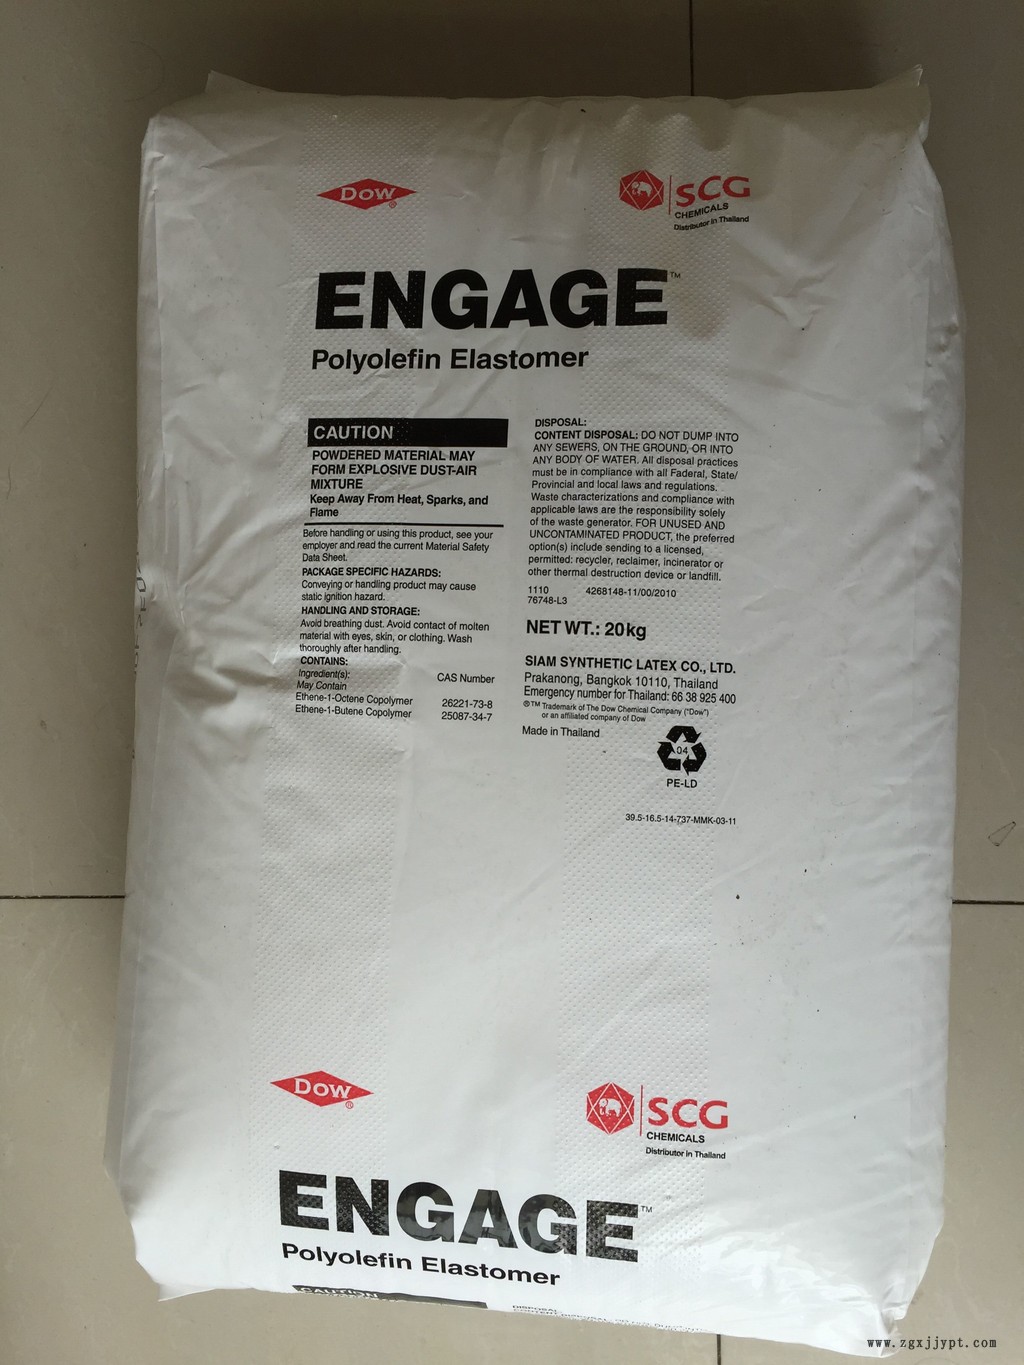 DOW®
SCG
CHEMICALS
Distributor in Thailand
ENGAGE™
Polyolefin Elastomer
CAUTION
POWDERED MATERIAL MAY
FORM EXPLOSIVE DUST-AIR
MIXTURE
Keep Away From Heat, Sparks, and
Flame
Before handling or using this product, see your
employer and read the current Material Safety
Data Sheet.
PACKAGE SPECIFIC HAZARDS:
Conveying or handling product may cause
static ignition hazard.
HANDLING AND STORAGE:
Avoid breathing dust. Avoid contact of molten
material with eyes, skin, or clothing. Wash
thoroughly after handling.
CONTAINS:
Ingredient(s): CAS Number
May Contain
Ethene-1-Octene Copolymer 26221-73-8
Ethene-1-Butene Copolymer 25087-34-7
DISPOSAL:
CONTENT DISPOSAL: DO NOT DUMP INTO
ANY SEWERS, ON THE GROUND, OR INTO
ANY BODY OF WATER. All disposal practices
must be in compliance with all Faderal, State/
Provincial and local laws and regulations.
Waste characterizations and compliance with
applicable laws are the responsibility solely
of the waste generator. FOR UNUSED AND
UNCONTAMINATED PRODUCT, the preferred
option(s) include sending to a licensed,
permitted: recycler, reclaimer, incinerator or
other thermal destruction device or landfill.
1110 4268148-11/00/2010
76748-L3
NET WT.: 20kg
SIAM SYNTHETIC LATEX CO., LTD.
Prakanong, Bangkok 10110, Thailand
Emergency number for Thailand: 66 38 925 400
®™ Trademark of The Dow Chemical Company ("Dow")
or an affiliated company of Dow
Made in Thailand
04
PE-LD
39.5-16.5-14-737-MMK-03-11
DOW®
SCG
CHEMICALS
Distributor in Thailand
ENGAGE™
Polyolefin Elastomer
CAUTION
DISPOSAL:
www.zgxjjypt.com